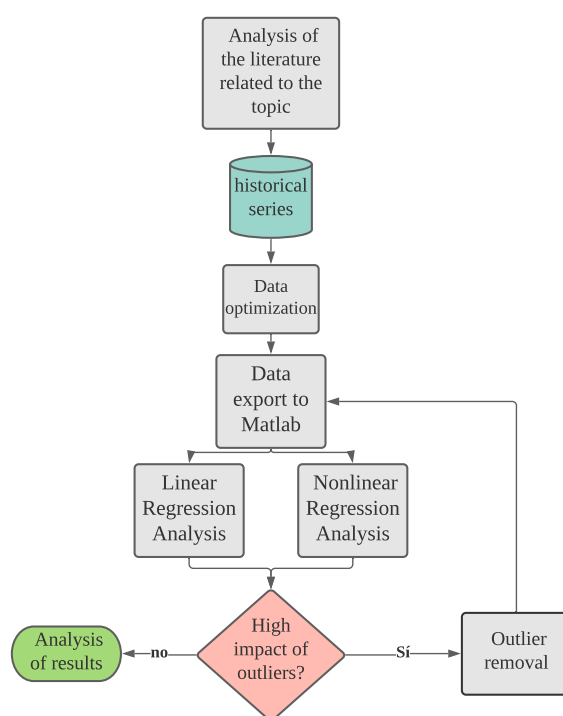 Analysis of
the literature
related to the
topic
historical
series
Data
optimization
Data
export to
Matlab
Linear
Regression
Analysis
Nonlinear
Regression
Analysis
High
impact of
outliers?
no
Analysis
of results
Sí
Outlier
removal